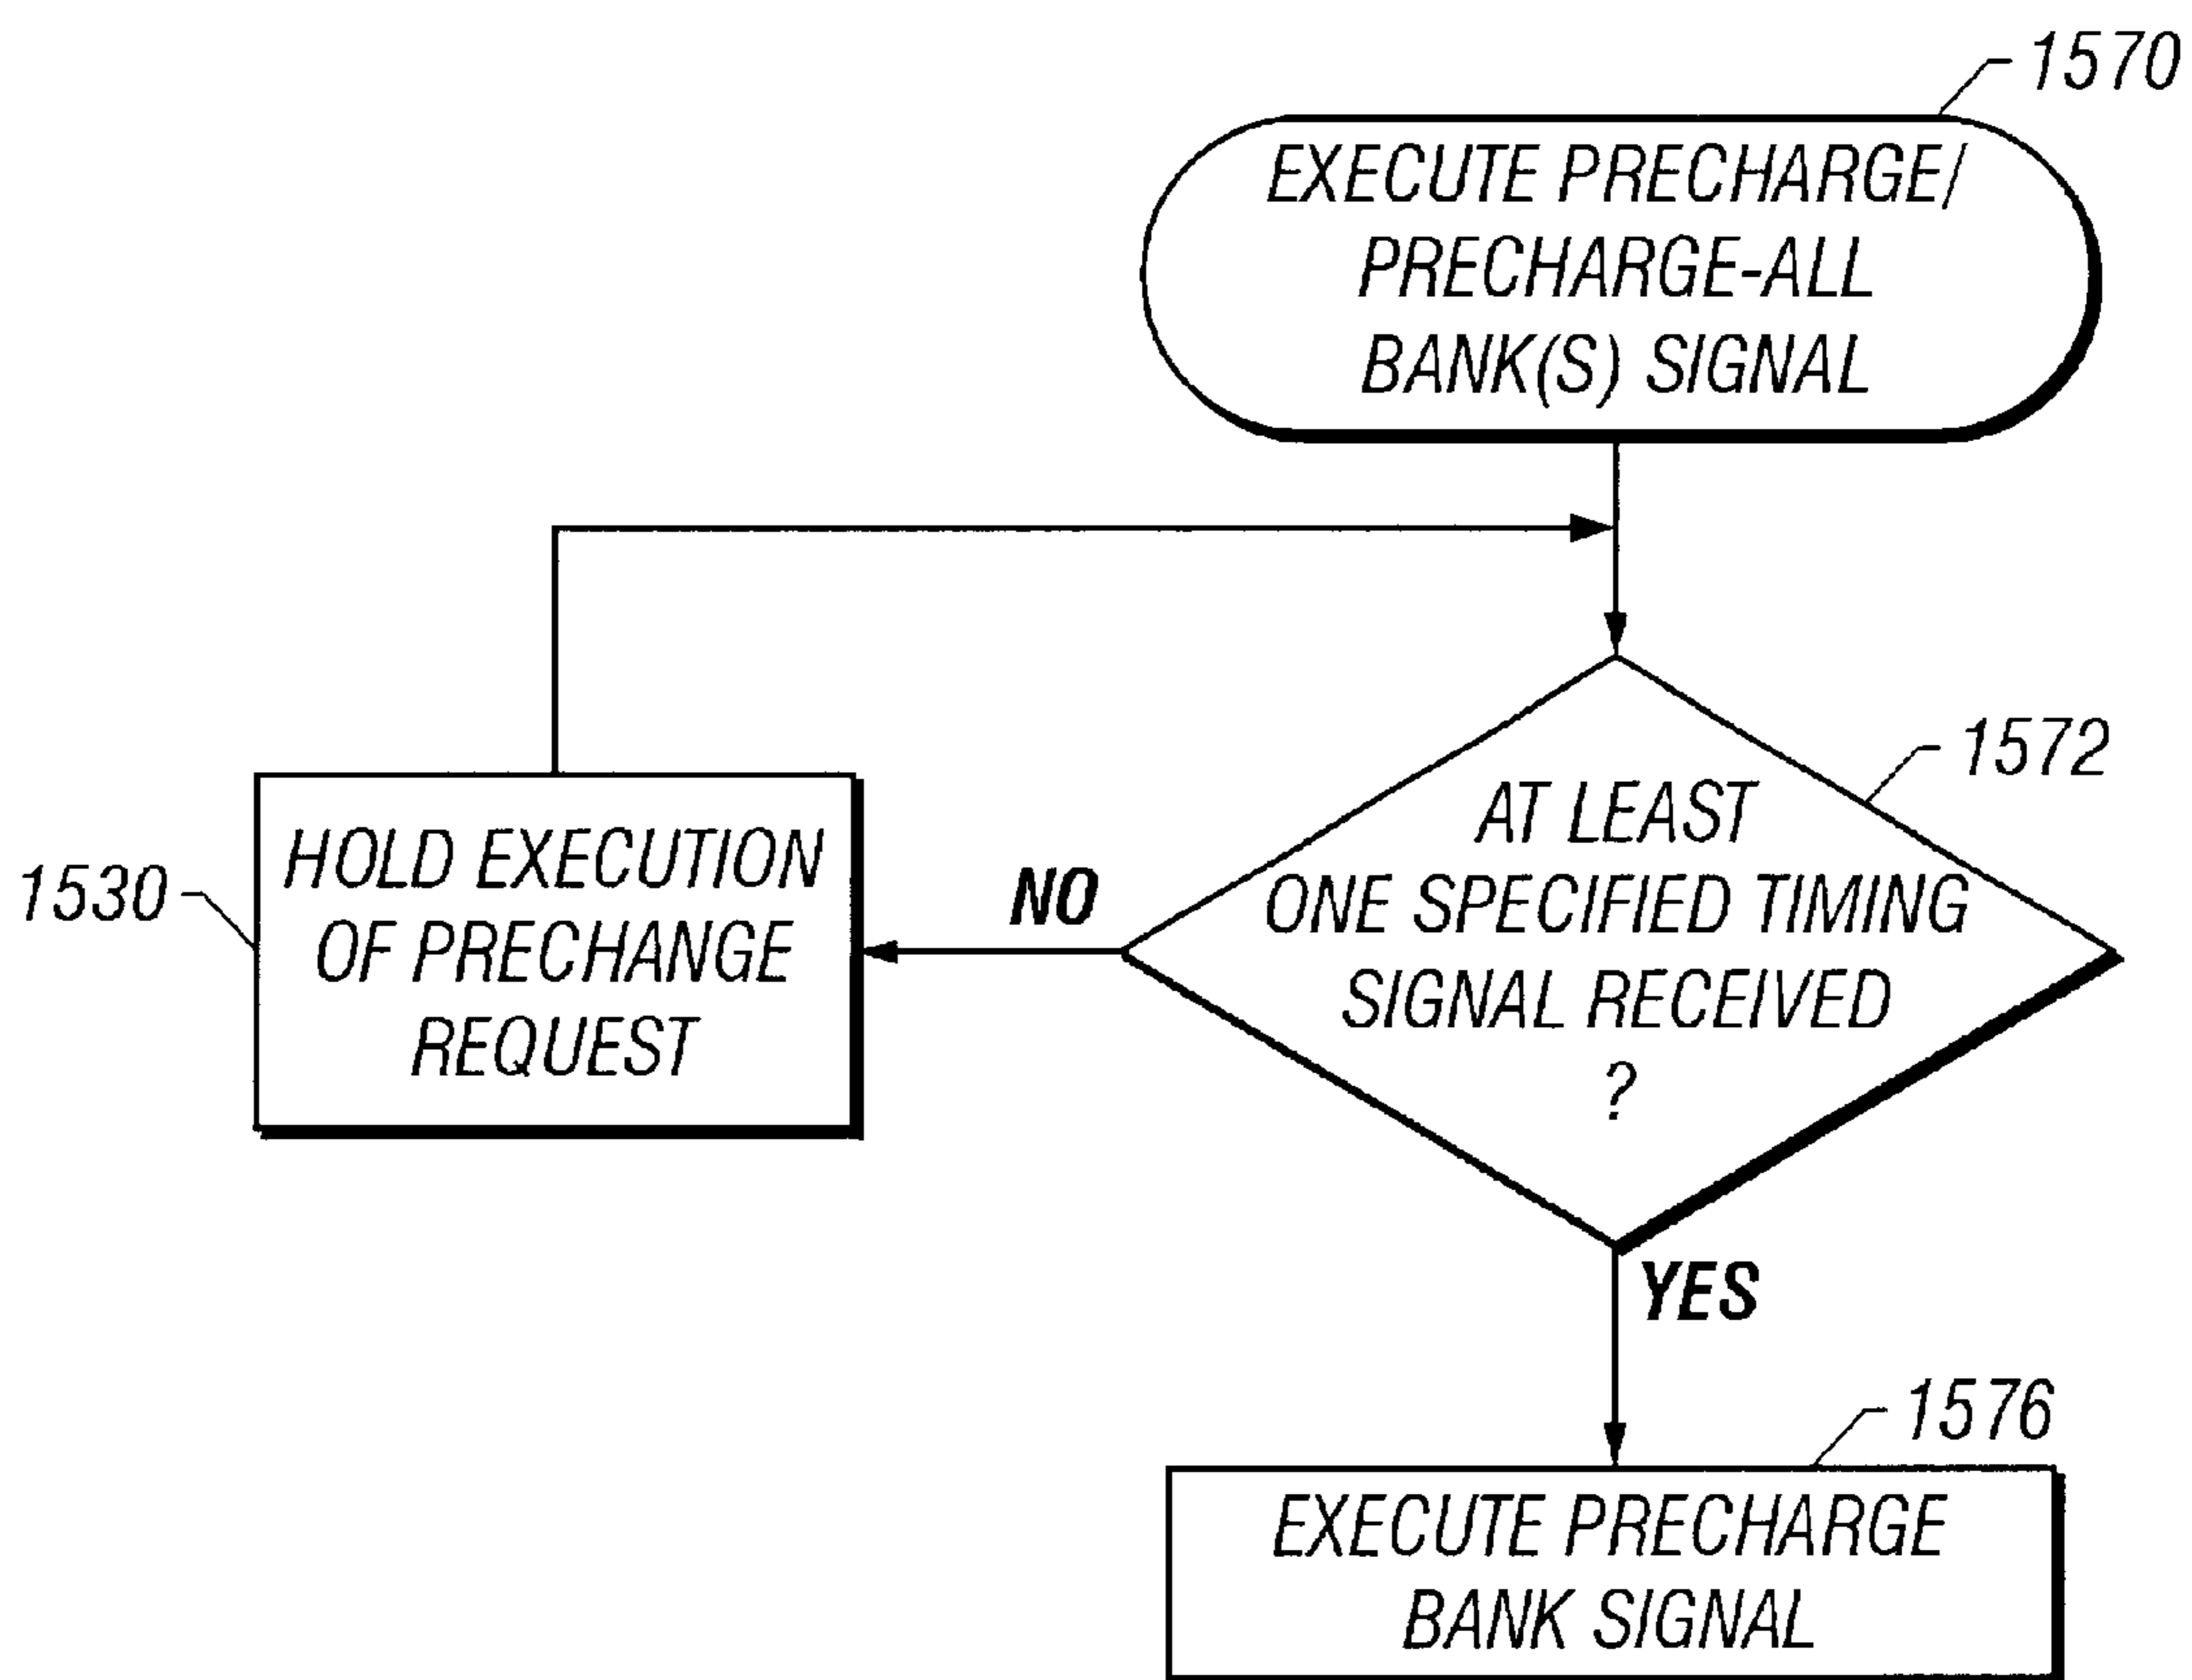 1570
EXECUTE PRECHARGE/
PRECHARGE-ALL
BANK(S) SIGNAL
1572
AT LEAST
ONE SPECIFIED TIMING
SIGNAL RECEIVED
?
NO
1530
HOLD EXECUTION
OF PRECHANGE
REQUEST
YES
1576
EXECUTE PRECHARGE
BANK SIGNAL